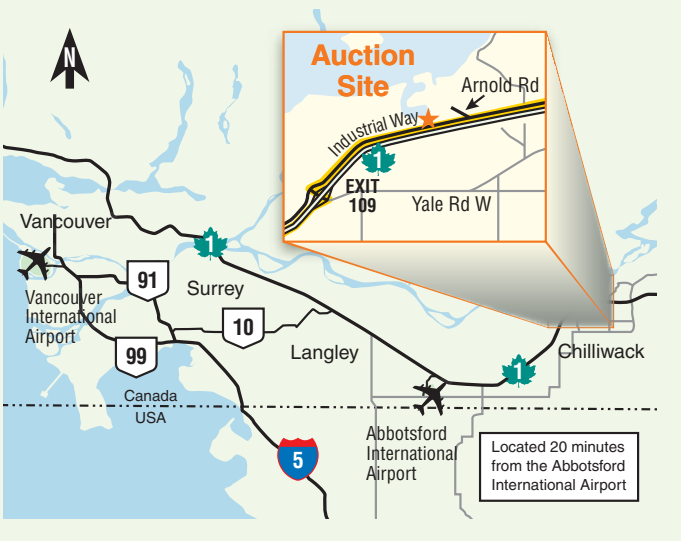 N
Auction
Site
Arnold Rd
Industrial Way
1
EXIT
109
Yale Rd W
Vancouver
1
91
Surrey
Vancouver
International
Airport
10
99
Langley
Chilliwack
1
Canada
USA
Abbotsford
International
Airport
5
Located 20 minutes
from the Abbotsford
International Airport